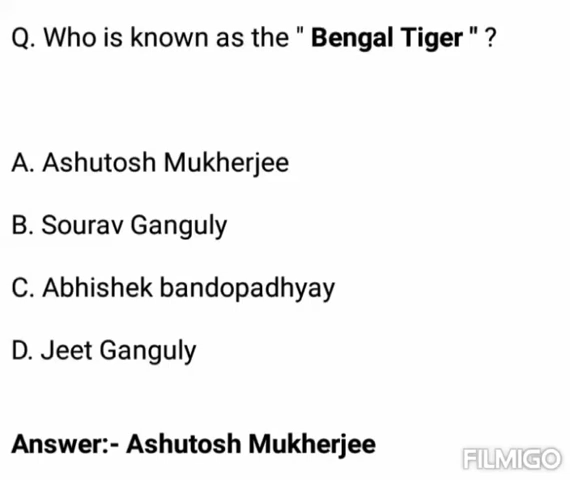 Q. Who is known as the " Bengal Tiger " ?
A. Ashutosh Mukherjee
B. Sourav Ganguly
C. Abhishek bandopadhyay
D. Jeet Ganguly
Answer:- Ashutosh Mukherjee
FILMIGO